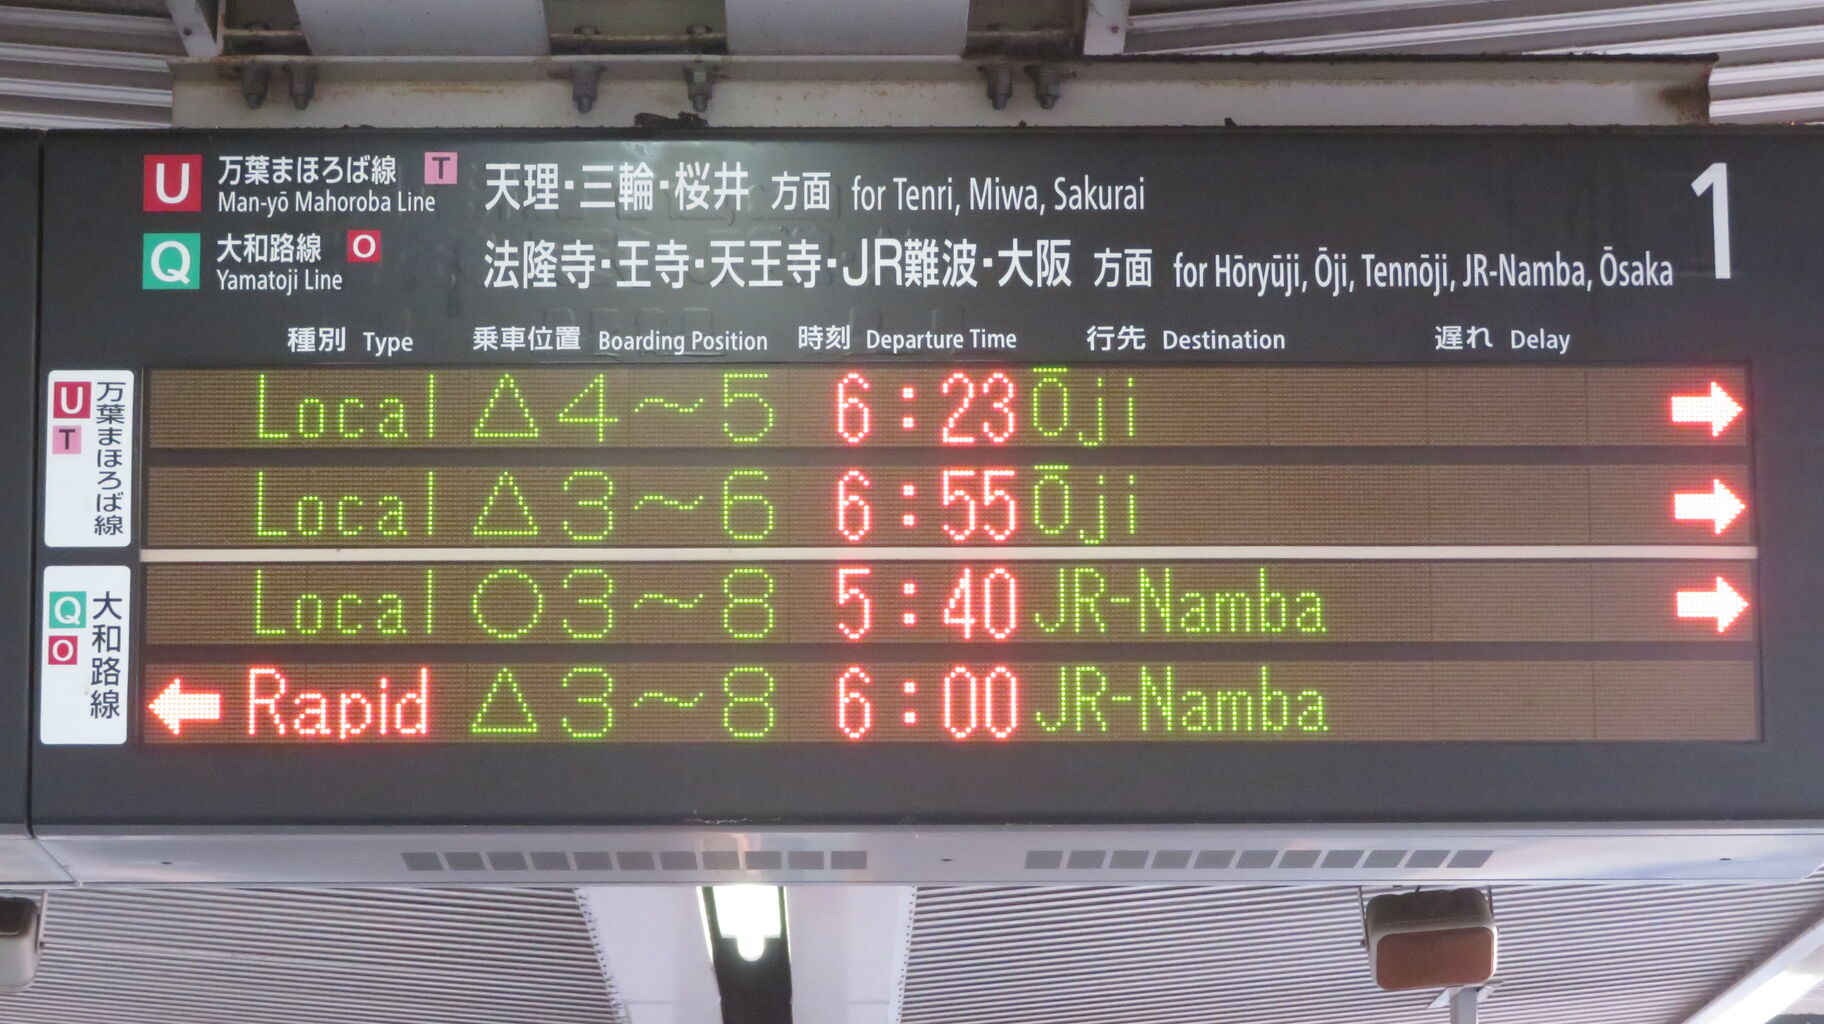 U 万葉まほろば線 T 天理・三輪・桜井 方面 for Tenri, Miwa, Sakurai 1
Man-yō Mahoroba Line
Q 大和路線 O 法隆寺・王寺・天王寺・JR難波・大阪 方面 for Hōryūji, Ōji, Tennōji, JR-Namba, Ōsaka
Yamatoji Line
種別 Type 乗車位置 Boarding Position 時刻 Departure Time 行先 Destination 遅れ Delay
U T 万葉まほろば線
Local △4～5 6:23 Ōji →
Local △3～6 6:55 Ōji →
Q O 大和路線
Local ○3～8 5:40 JR-Namba →
← Rapid △3～8 6:00 JR-Namba